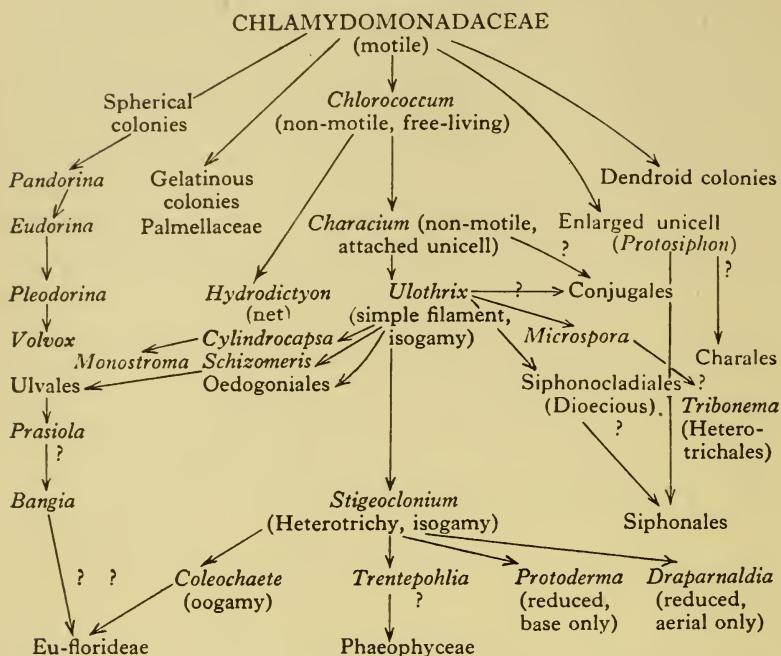 CHLAMYDOMONADACEAE
(motile)
Spherical
colonies
Chlorococcum
(non-motile, free-living)
Pandorina
Gelatinous
colonies
Palmellaceae
Dendroid colonies
Eudorina
Characium (non-motile,
attached unicell)
?
Enlarged unicell
(Protosiphon)
?
Pleodorina
Hydrodictyon
(net)
Ulothrix
(simple filament,
isogamy)
?
Conjugales
Volvox
Cylindrocapsa
Microspora
Monostroma
Schizomeris
Charales
Ulvales
Oedogoniales
Siphonocladiales
(Dioecious).
?
?
Tribonema
(Hetero-
trichales)
Prasiola
?
Bangia
Stigeoclonium
(Heterotrichy, isogamy)
Siphonales
? ?
Coleochaete
(oogamy)
Trentepohlia
?
Protoderma
(reduced,
base only)
Draparnaldia
(reduced,
aerial only)
Eu-florideae
Phaeophyceae